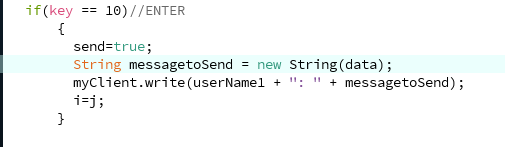 if(key == 10)//ENTER
{
send=true;
String messagetoSend = new String(data);
myClient.write(userName1 + ": " + messagetoSend);
i=j;
}